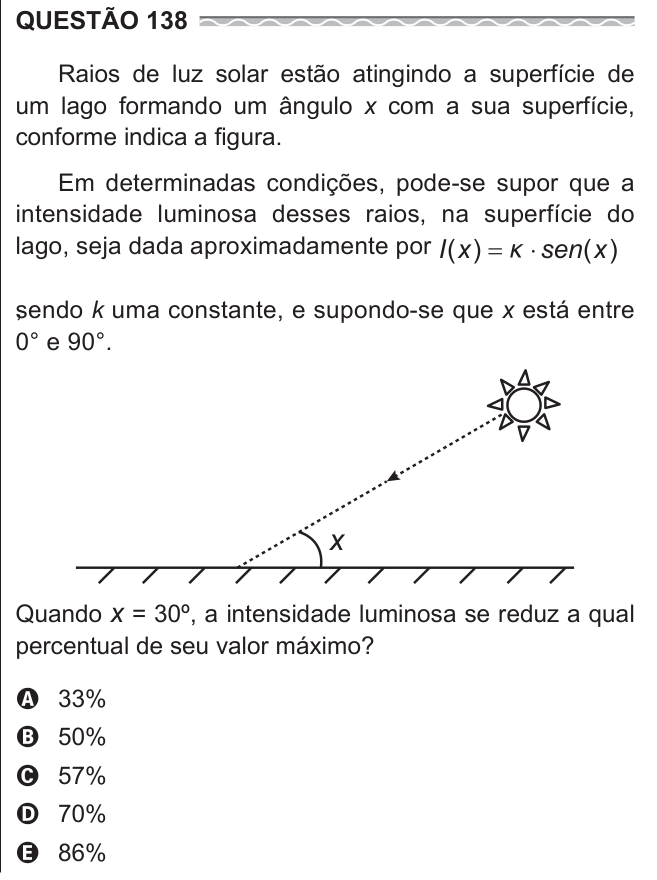 QUESTÃO 138
Raios de luz solar estão atingindo a superfície de
um lago formando um ângulo x com a sua superfície,
conforme indica a figura.
Em determinadas condições, pode-se supor que a
intensidade luminosa desses raios, na superfície do
lago, seja dada aproximadamente por I(x) = κ · sen(x)
sendo k uma constante, e supondo-se que x está entre
0° e 90°.
x
Quando x = 30º, a intensidade luminosa se reduz a qual
percentual de seu valor máximo?
A 33%
B 50%
C 57%
D 70%
E 86%